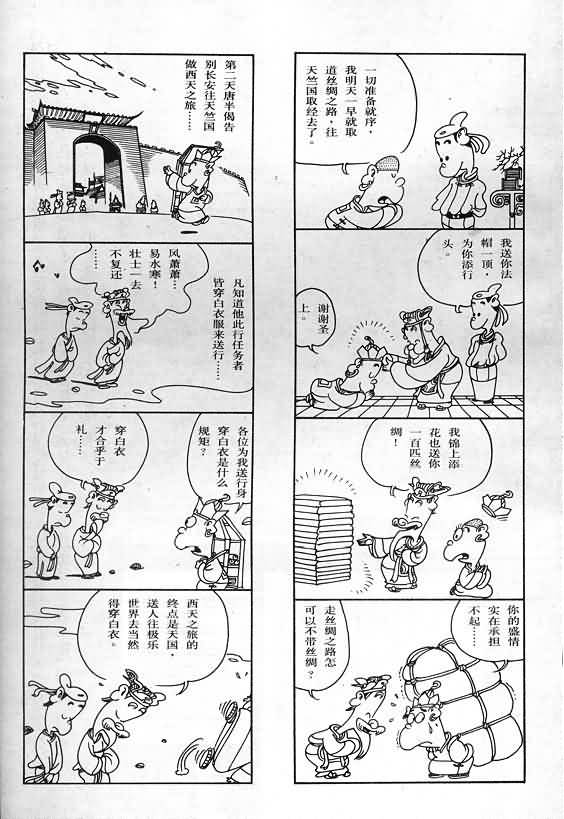 一切准备就序，
我明天一早就取
道丝绸之路，往
天竺国取经去了。
我送你法
帽一顶，
为你添行
头。
谢谢圣
上。
我锦上添
花也送你
一百匹丝
绸！
你的盛情
实在承担
不起……
走丝绸之路怎
可以不带丝绸？
第二天唐半偈告
别长安往天竺国
做西天之旅……
凡知道他此行任务者
皆穿白衣服来送行……
风萧萧…
易水寒！
壮士一去
不复还
……
各位为我送行身
穿白衣是什么
规矩？
穿白衣
才合乎于
礼……
西天之旅的
终点是天国，
送人往极乐
世界去当然
得穿白衣。